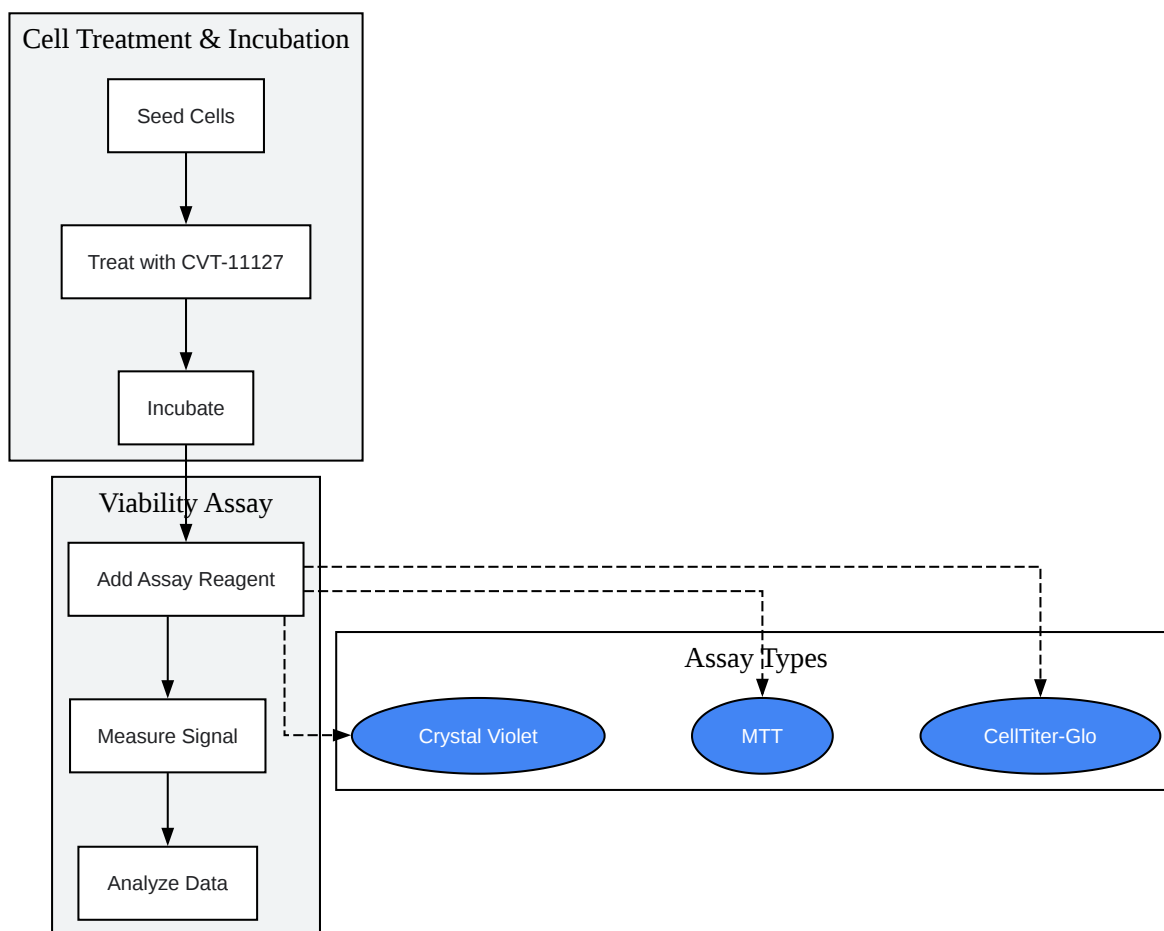 Cell Treatment & Incubation
Seed Cells
Treat with CVT-11127
Incubate
Viability Assay
Add Assay Reagent
Measure Signal
Analyze Data
Assay Types
Crystal Violet
MTT
CellTiter-Glo